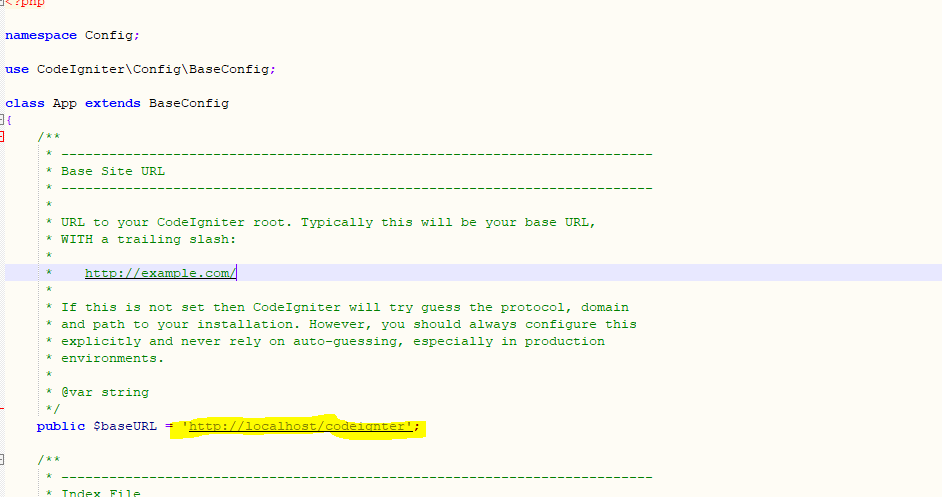 <?php
namespace Config;
use CodeIgniter\Config\BaseConfig;
class App extends BaseConfig
{
/**
* --------------------------------------------------------------------------
* Base Site URL
* --------------------------------------------------------------------------
*
* URL to your CodeIgniter root. Typically this will be your base URL,
* WITH a trailing slash:
*
* http://example.com/
*
* If this is not set then CodeIgniter will try guess the protocol, domain
* and path to your installation. However, you should always configure this
* explicitly and never rely on auto-guessing, especially in production
* environments.
*
* @var string
*/
public $baseURL = 'http://localhost/codeignter';
/**
* --------------------------------------------------------------------------
* Index File